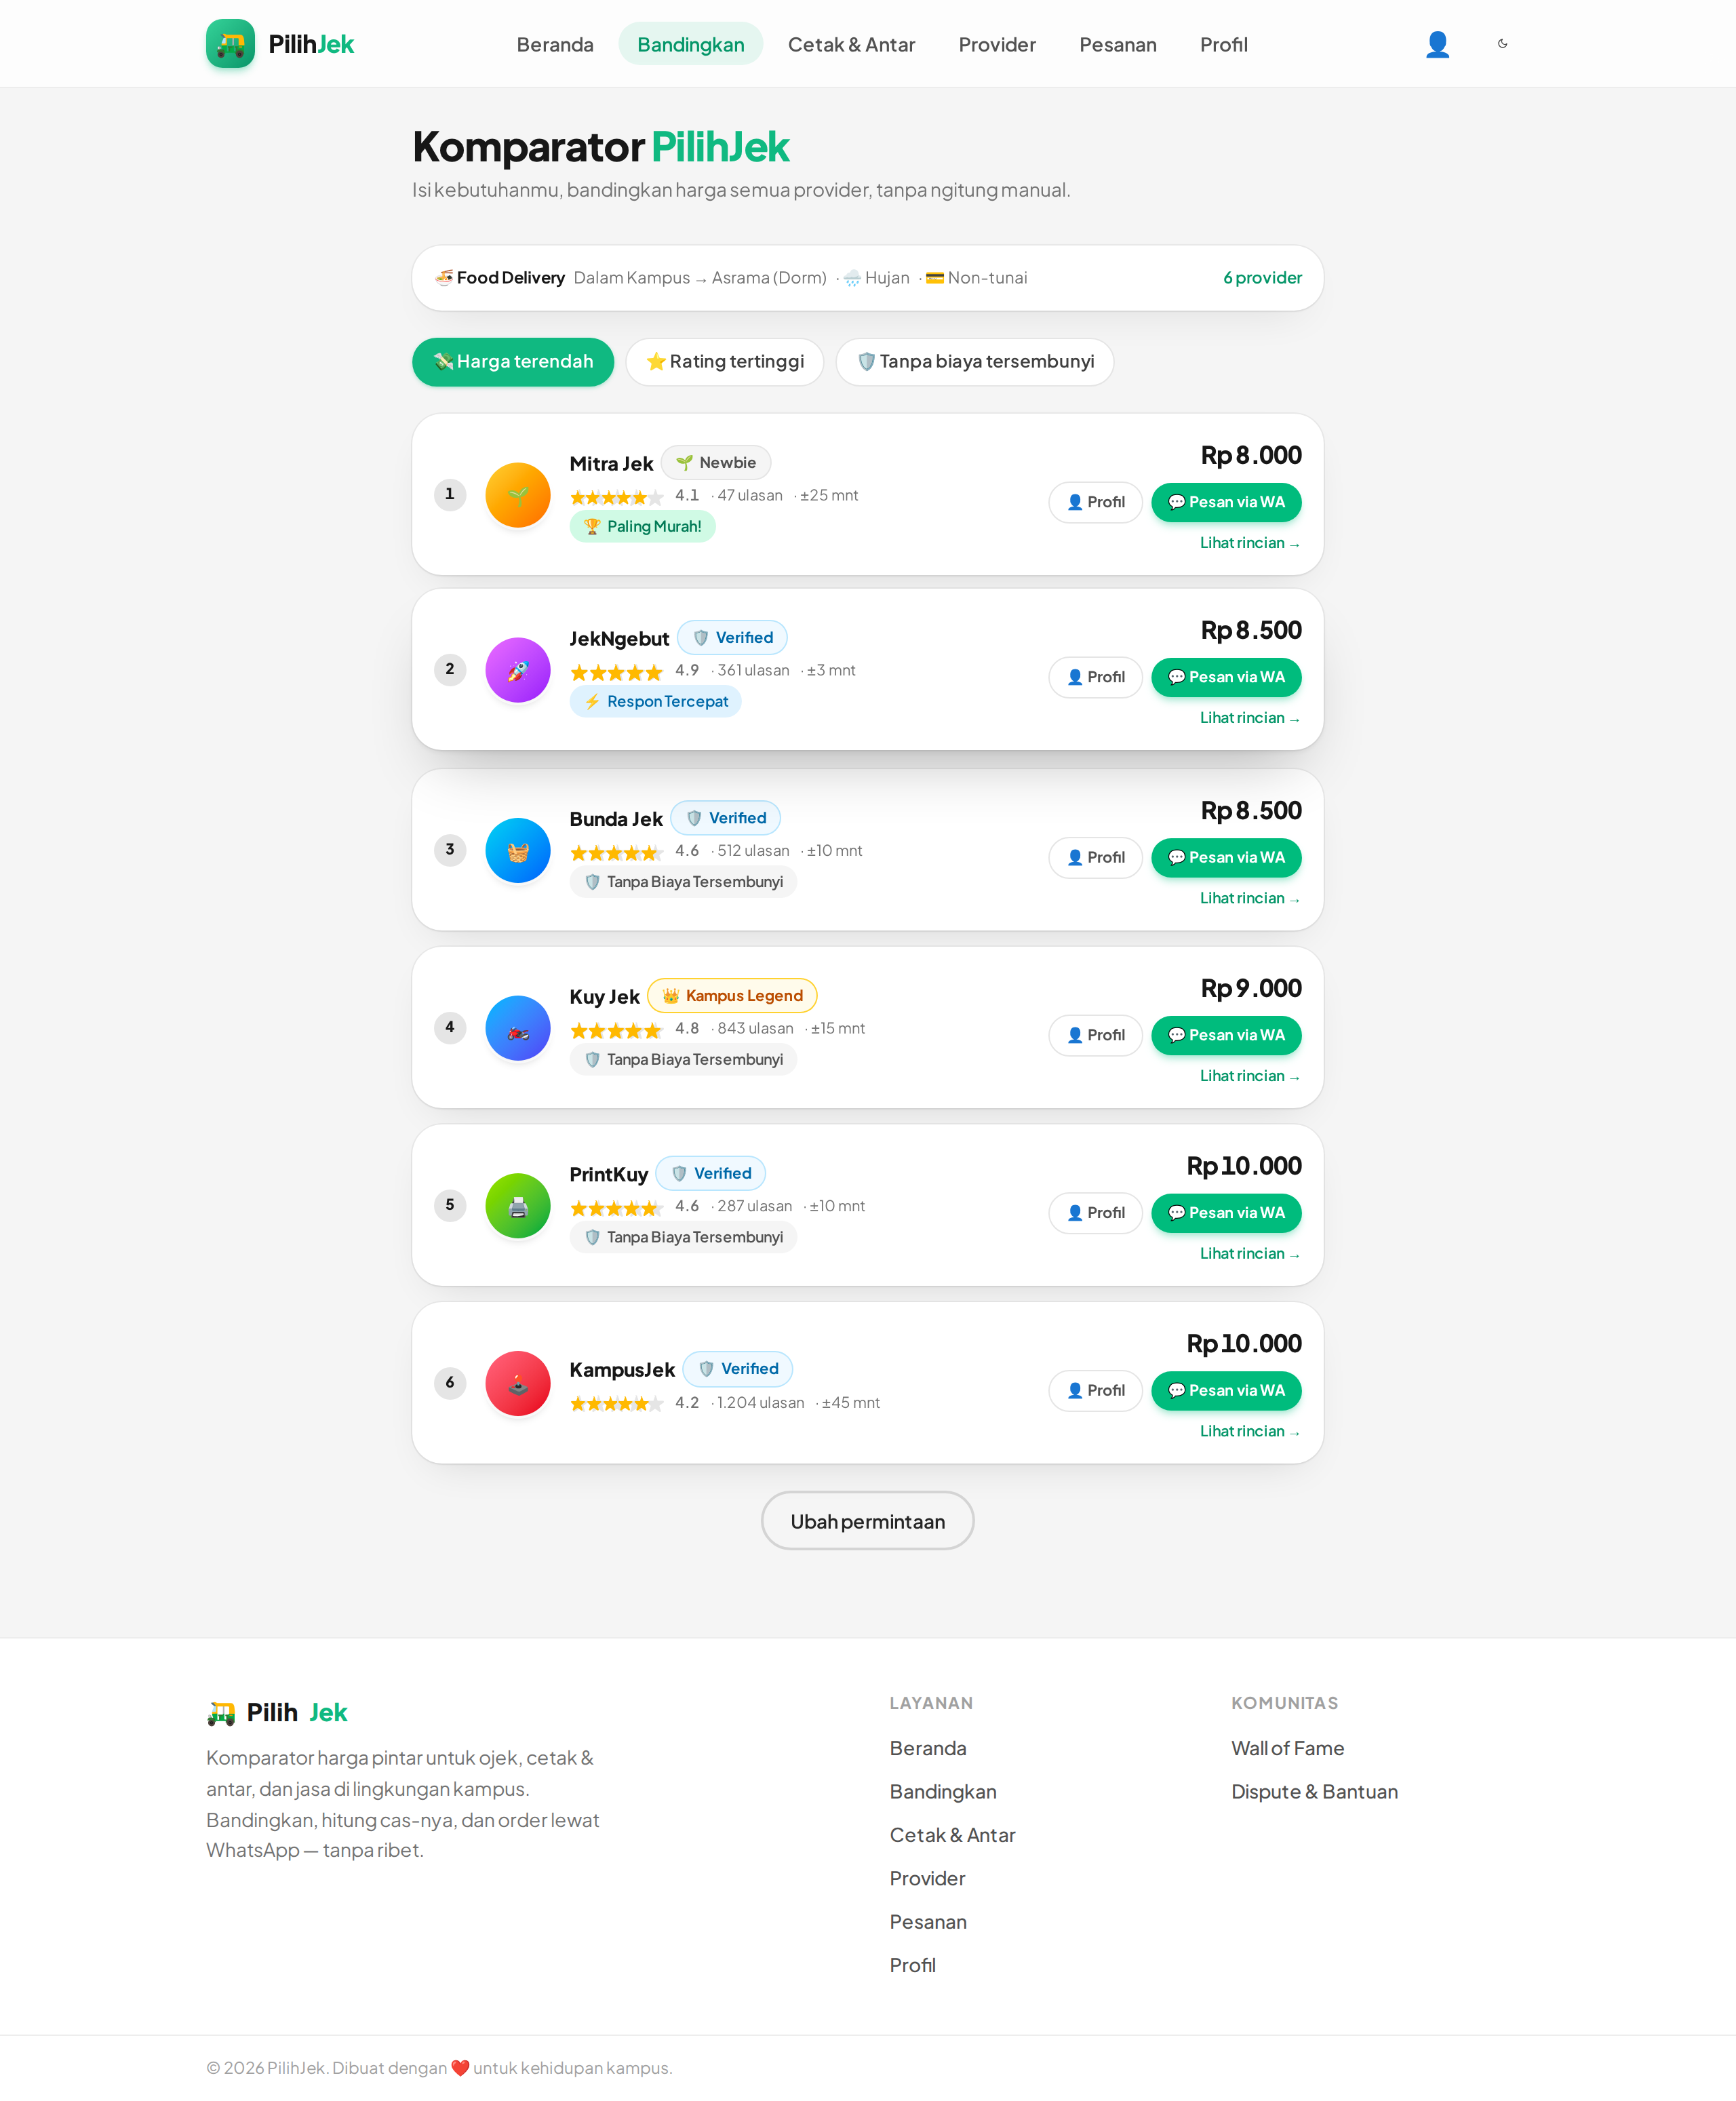 PilihJek
Beranda
Bandingkan
Cetak & Antar
Provider
Pesanan
Profil
Komparator PilihJek
Isi kebutuhanmu, bandingkan harga semua provider, tanpa ngitung manual.
Food Delivery Dalam Kampus → Asrama (Dorm) · Hujan · Non-tunai
6 provider
Harga terendah
Rating tertinggi
Tanpa biaya tersembunyi
1
Mitra Jek Newbie
4.1 · 47 ulasan · ±25 mnt
Paling Murah!
Rp 8.000
Profil
Pesan via WA
Lihat rincian →
2
JekNgebut Verified
4.9 · 361 ulasan · ±3 mnt
Respon Tercepat
Rp 8.500
Profil
Pesan via WA
Lihat rincian →
3
Bunda Jek Verified
4.6 · 512 ulasan · ±10 mnt
Tanpa Biaya Tersembunyi
Rp 8.500
Profil
Pesan via WA
Lihat rincian →
4
Kuy Jek Kampus Legend
4.8 · 843 ulasan · ±15 mnt
Tanpa Biaya Tersembunyi
Rp 9.000
Profil
Pesan via WA
Lihat rincian →
5
PrintKuy Verified
4.6 · 287 ulasan · ±10 mnt
Tanpa Biaya Tersembunyi
Rp 10.000
Profil
Pesan via WA
Lihat rincian →
6
KampusJek Verified
4.2 · 1.204 ulasan · ±45 mnt
Rp 10.000
Profil
Pesan via WA
Lihat rincian →
Ubah permintaan
Pilih Jek
Komparator harga pintar untuk ojek, cetak &
antar, dan jasa di lingkungan kampus.
Bandingkan, hitung cas-nya, dan order lewat
WhatsApp — tanpa ribet.
LAYANAN
Beranda
Bandingkan
Cetak & Antar
Provider
Pesanan
Profil
KOMUNITAS
Wall of Fame
Dispute & Bantuan
© 2026 PilihJek. Dibuat dengan ❤️ untuk kehidupan kampus.